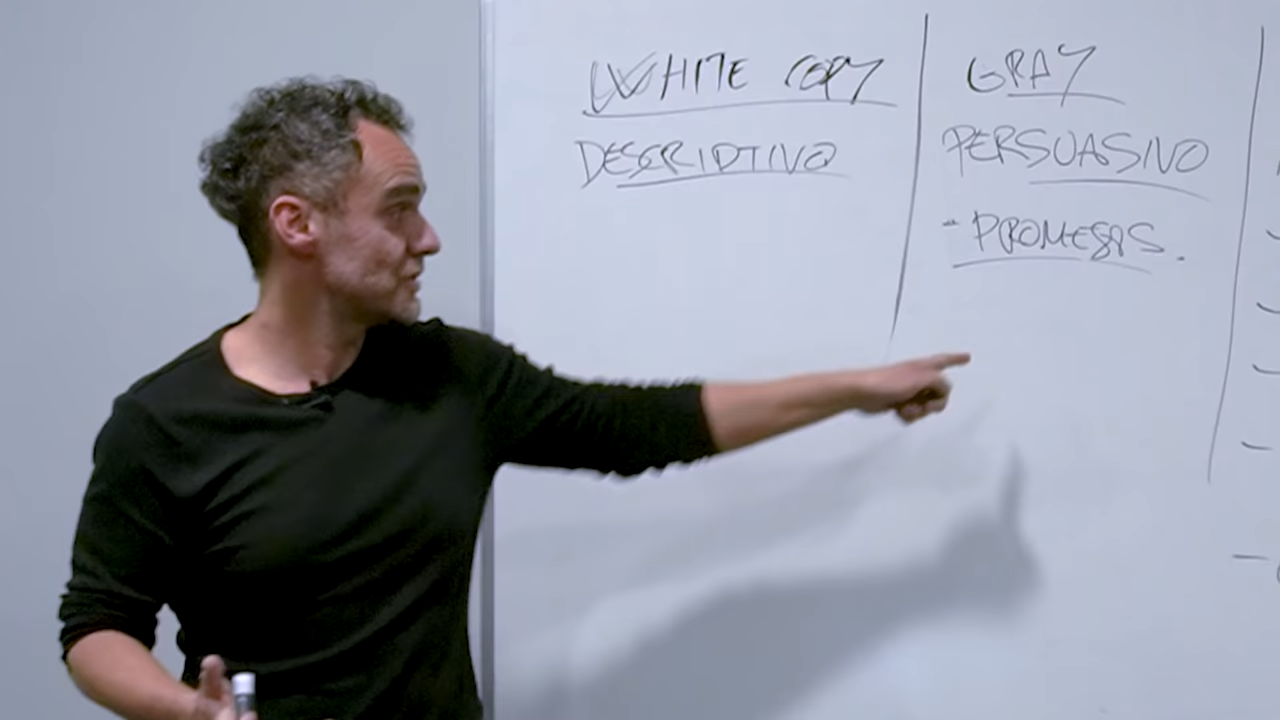 WHITE COPY
DESCRIPTIVO
GRAY
PERSUASIVO
- PROMESAS.